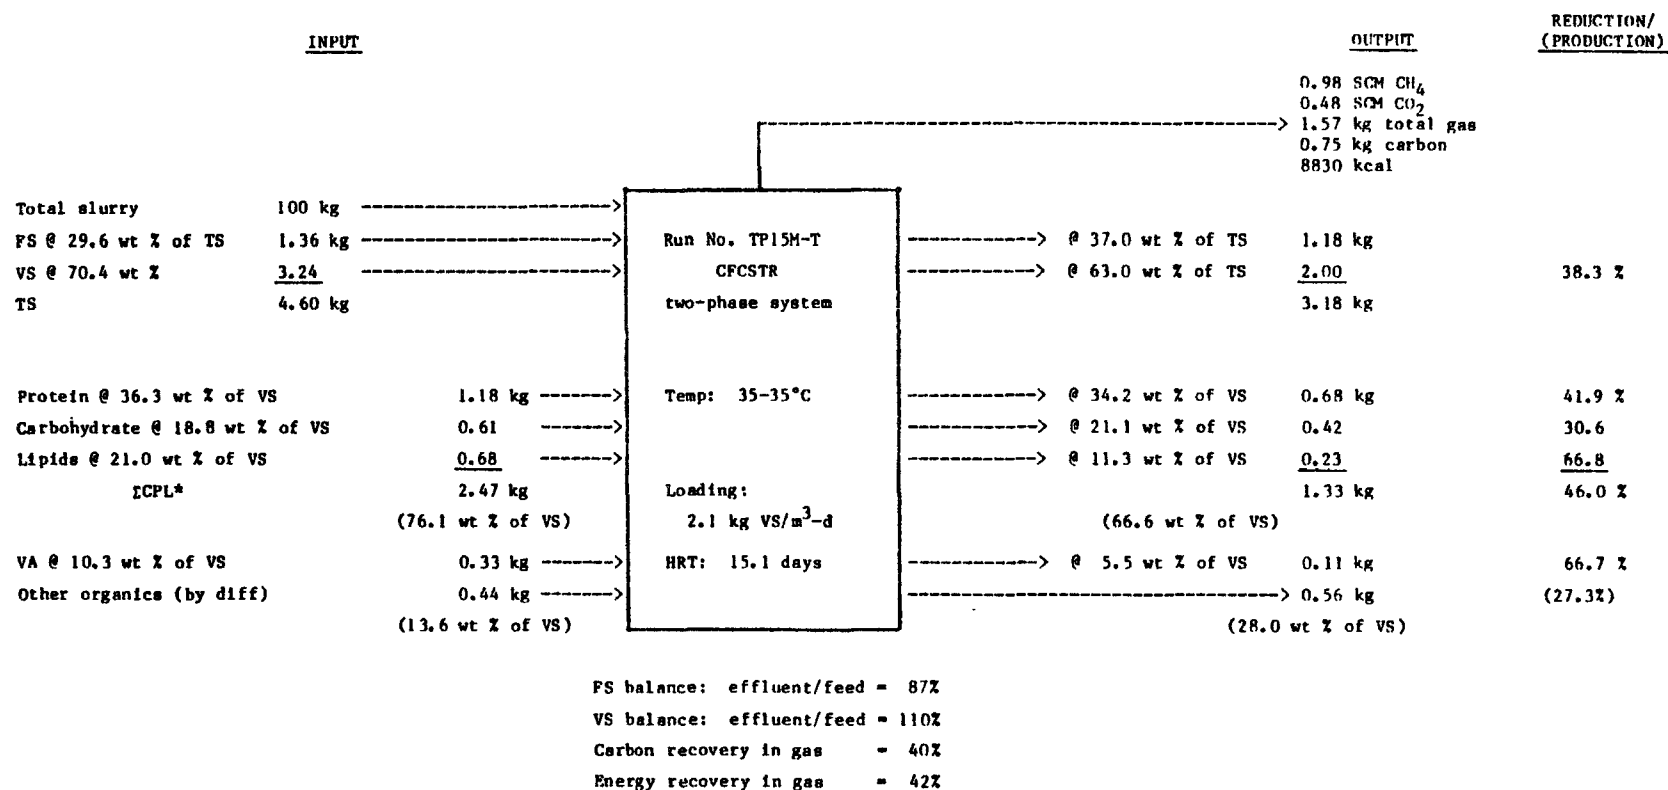 INPUT OUTPUT REDUCTION/
(PRODUCTION)
0.98 SCM CH4
0.48 SCM CO2
1.57 kg total gas
0.75 kg carbon
8830 kcal
Total slurry 100 kg
FS @ 29.6 wt % of TS 1.36 kg Run No. TP15M-T @ 37.0 wt % of TS 1.18 kg
VS @ 70.4 wt % 3.24 CFCSTR @ 63.0 wt % of TS 2.00 38.3 %
TS 4.60 kg two-phase system 3.18 kg
Protein @ 36.3 wt % of VS 1.18 kg Temp: 35-35°C @ 34.2 wt % of VS 0.68 kg 41.9 %
Carbohydrate @ 18.8 wt % of VS 0.61 @ 21.1 wt % of VS 0.42 30.6
Lipids @ 21.0 wt % of VS 0.68 @ 11.3 wt % of VS 0.23 66.8
ΣCPL* 2.47 kg Loading: 1.33 kg 46.0 %
(76.1 wt % of VS) 2.1 kg VS/m3-d (66.6 wt % of VS)
VA @ 10.3 wt % of VS 0.33 kg HRT: 15.1 days @ 5.5 wt % of VS 0.11 kg 66.7 %
Other organics (by diff) 0.44 kg 0.56 kg (27.3%)
(13.6 wt % of VS) (28.0 wt % of VS)
FS balance: effluent/feed = 87%
VS balance: effluent/feed = 110%
Carbon recovery in gas = 40%
Energy recovery in gas = 42%